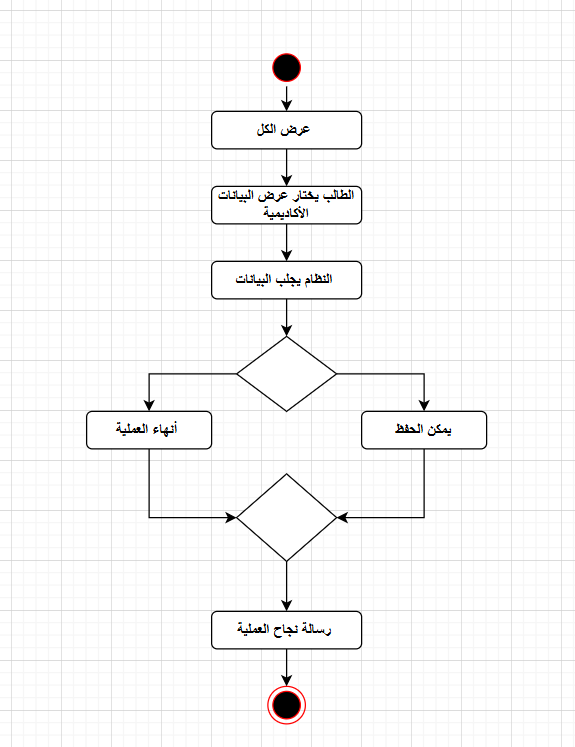 عرض الكل
الطالب يختار عرض البيانات
الأكاديمية
النظام يجلب البيانات
يمكن الحفظ
أنهاء العملية
رسالة نجاح العملية